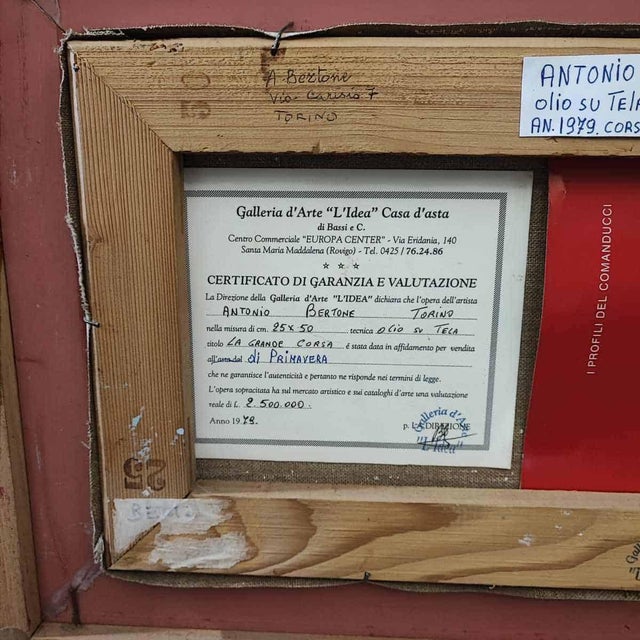 A Bertone
Via Carisio 7
TORINO
ANTONIO
olio su TELA
AN. 1979. CORS
Galleria d'Arte "L'Idea" Casa d'asta
di Bassi e C.
Centro Commerciale "EUROPA CENTER" - Via Eridania, 140
Santa Maria Maddalena (Rovigo) - Tel. 0425 / 76.24.86
CERTIFICATO DI GARANZIA E VALUTAZIONE
La Direzione della Galleria d'Arte "L'IDEA" dichiara che l'opera dell'artista
ANTONIO BERTONE TORINO
nella misura di cm. 25x50 tecnica OLIO SU TELA
titolo LA GRANDE CORSA è stata data in affidamento per vendita
all'asta del di PRIMAVERA
che ne garantisce l'autenticità e pertanto ne risponde nei termini di legge.
L'opera sopracitata ha sul mercato artistico e sui cataloghi d'arte una valutazione
reale di L. 2.500.000.
Anno 1979.
p. LA DIREZIONE
Galleria d'Arte
"L'Idea"
I PROFILI DEL COMANDUCCI
25